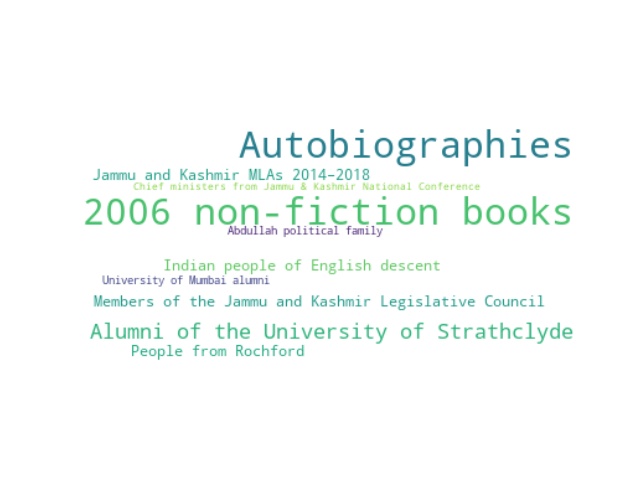 Autobiographies
Jammu and Kashmir MLAs 2014–2018
Chief ministers from Jammu & Kashmir National Conference
2006 non-fiction books
Abdullah political family
Indian people of English descent
University of Mumbai alumni
Members of the Jammu and Kashmir Legislative Council
Alumni of the University of Strathclyde
People from Rochford